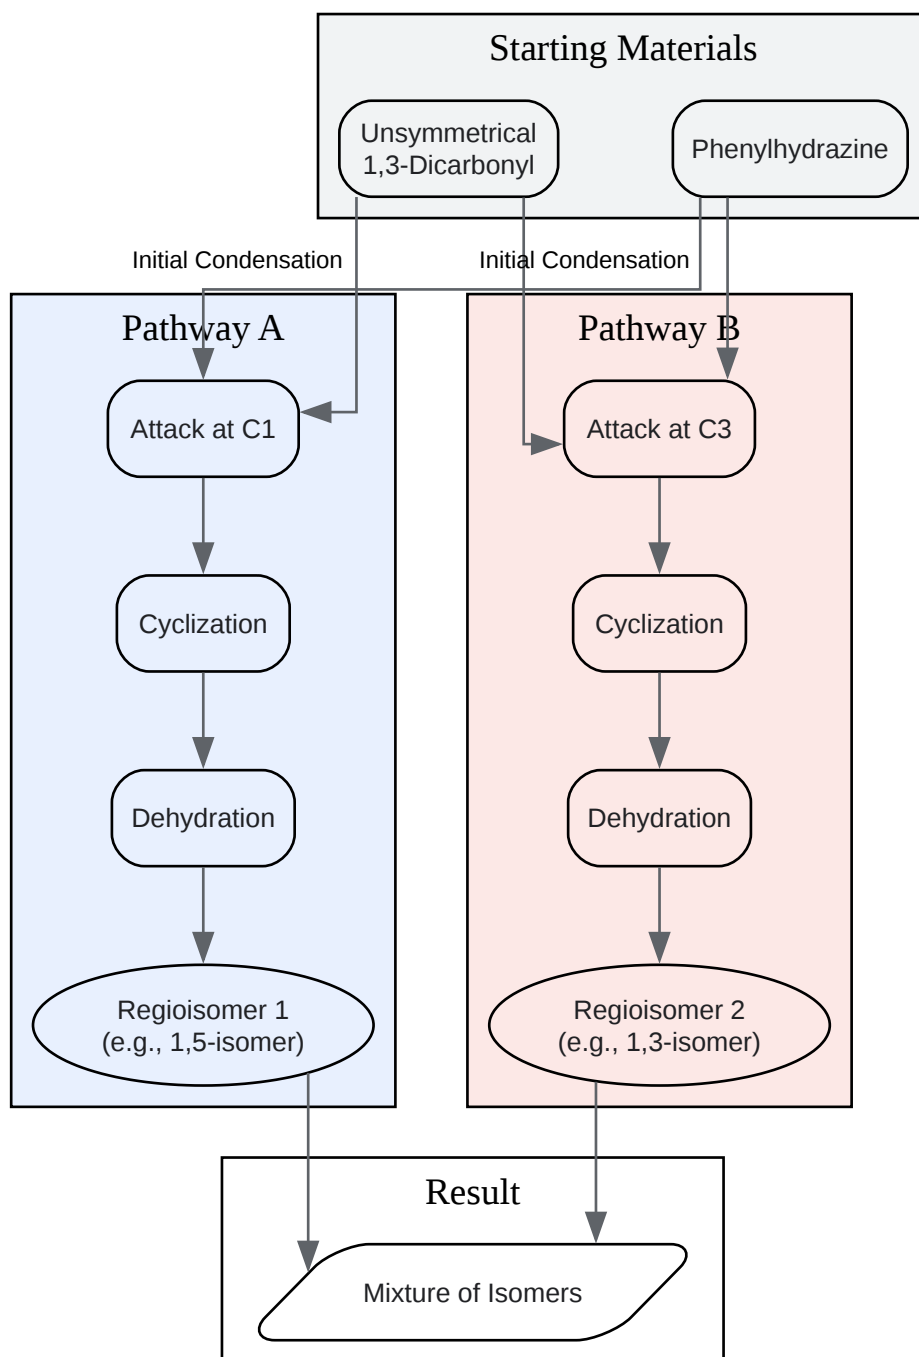 Starting Materials
Unsymmetrical
1,3-Dicarbonyl
Phenylhydrazine
Initial Condensation
Initial Condensation
Pathway A
Pathway B
Attack at C1
Attack at C3
Cyclization
Cyclization
Dehydration
Dehydration
Regioisomer 1
(e.g., 1,5-isomer)
Regioisomer 2
(e.g., 1,3-isomer)
Result
Mixture of Isomers